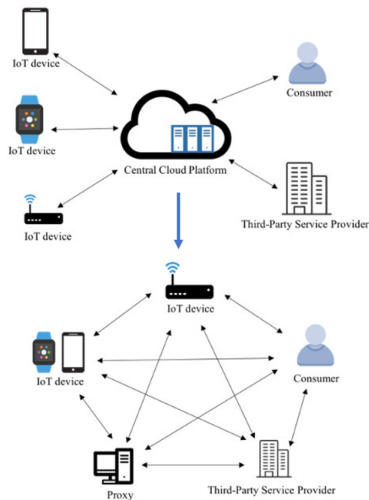 IoT device
Consumer
IoT device
Central Cloud Platform
IoT device
Third-Party Service Provider
IoT device
IoT device
Consumer
Proxy
Third-Party Service Provider